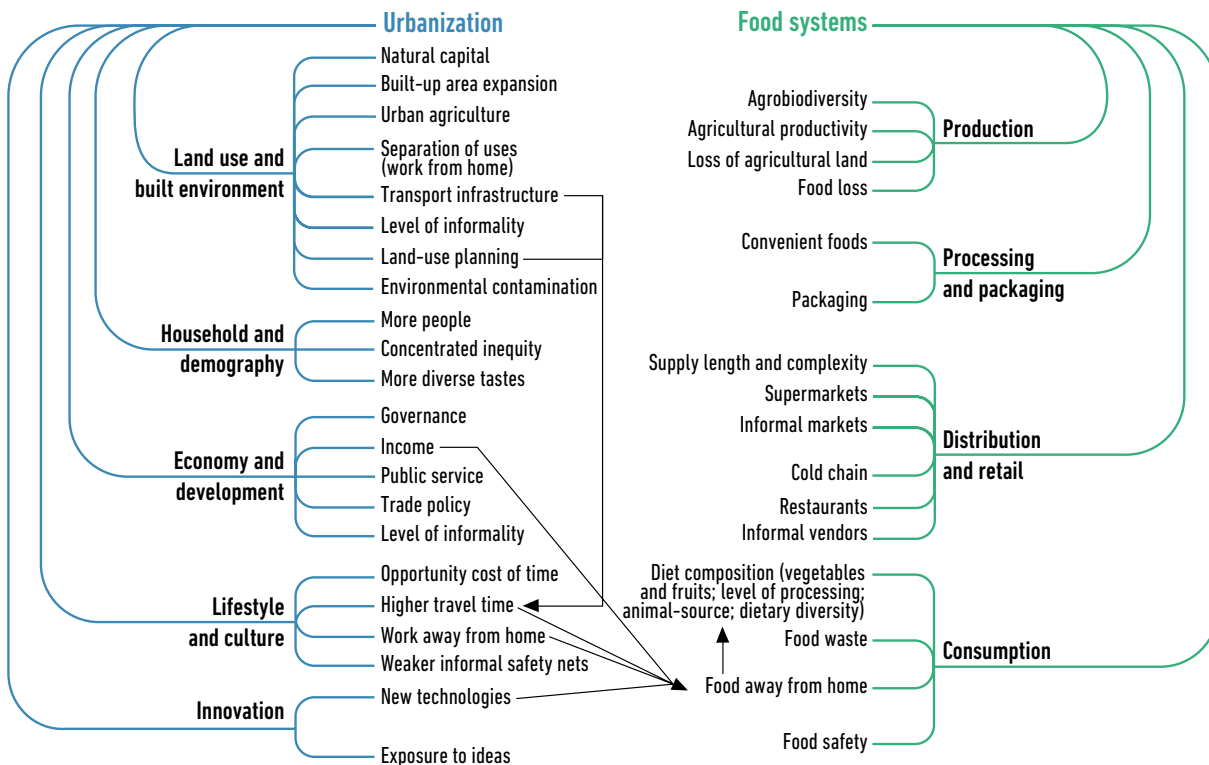 Urbanization
Natural capital
Built-up area expansion
Urban agriculture
Separation of uses
(work from home)
Transport infrastructure
Level of informality
Land-use planning
Environmental contamination
Land use and
built environment
More people
Concentrated inequity
More diverse tastes
Household and
demography
Governance
Income
Public service
Trade policy
Level of informality
Economy and
development
Opportunity cost of time
Higher travel time
Work away from home
Weaker informal safety nets
Lifestyle
and culture
New technologies
Exposure to ideas
Innovation
Food systems
Agrobiodiversity
Agricultural productivity
Loss of agricultural land
Food loss
Production
Convenient foods
Packaging
Processing
and packaging
Supply length and complexity
Supermarkets
Informal markets
Cold chain
Restaurants
Informal vendors
Distribution
and retail
Diet composition (vegetables
and fruits; level of processing;
animal-source; dietary diversity)
Food waste
Food away from home
Food safety
Consumption